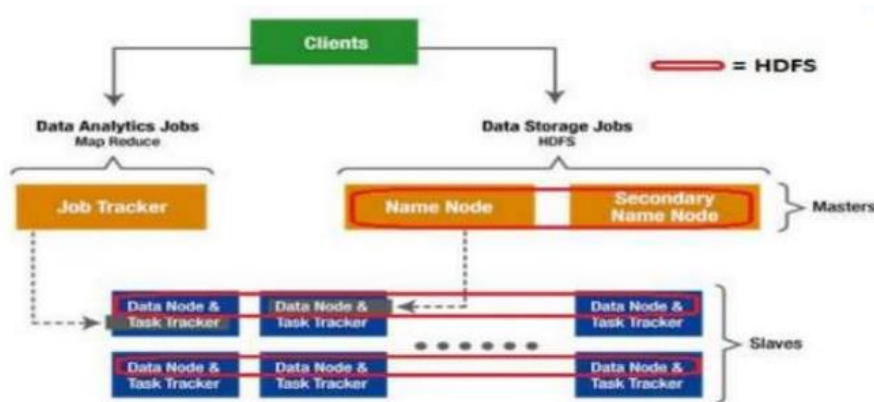 Clients
= HDFS
Data Analytics Jobs
Map Reduce
Data Storage Jobs
HDFS
Job Tracker
Name Node
Secondary
Name Node
Masters
Data Node &
Task Tracker
Data Node &
Task Tracker
Data Node &
Task Tracker
Data Node &
Task Tracker
Data Node &
Task Tracker
Data Node &
Task Tracker
Slaves